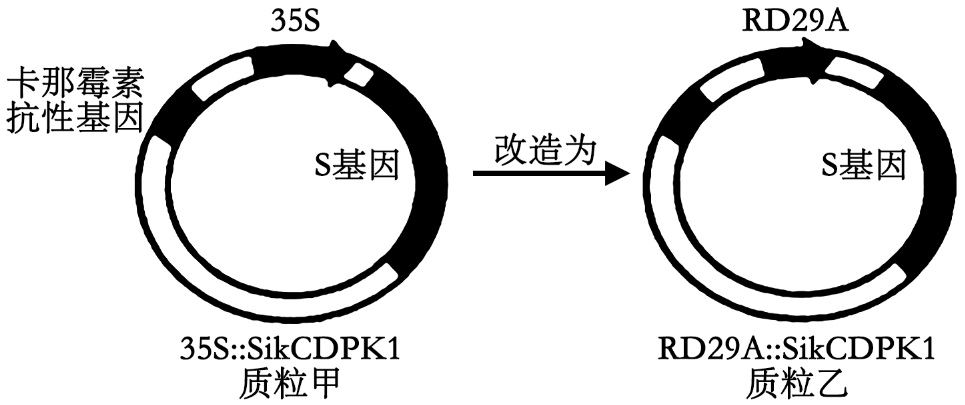 35S
RD29A
卡那霉素
抗性基因
S基因
改造为
S基因
35S::SikCDPK1
质粒甲
RD29A::SikCDPK1
质粒乙